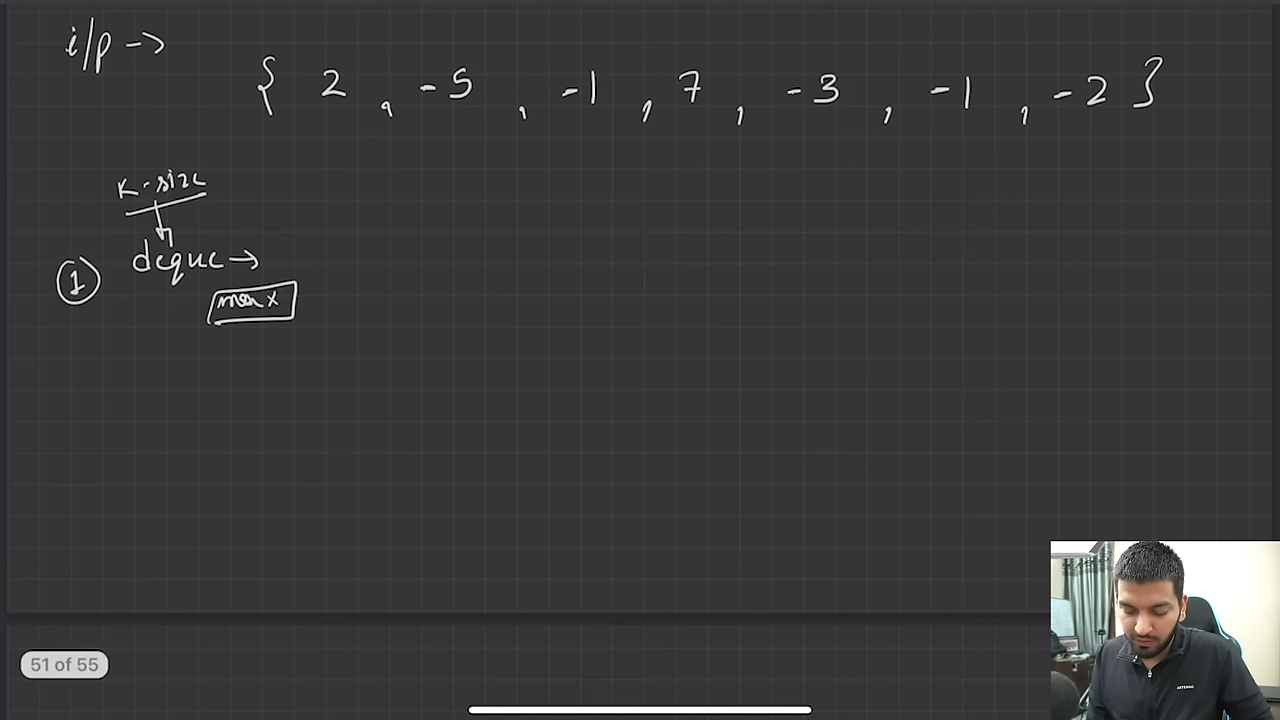 i/p ->
{ 2 , -5 , -1 , 7 , -3 , -1 , -2 }
K-size
① deque →
max
51 of 55